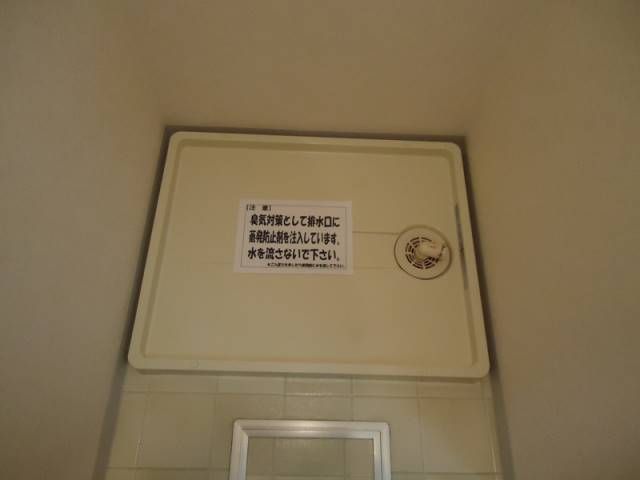 【注　意】
臭気対策として排水口に
蒸発防止剤を注入しています。
水を流さないで下さい。